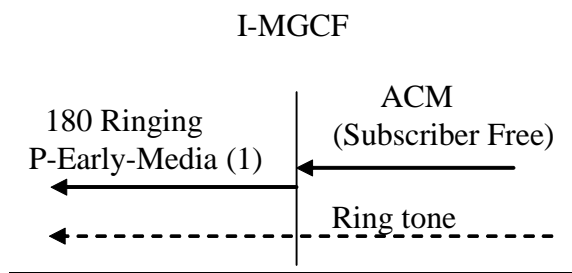 I-MGCF
ACM
(Subscriber Free)
180 Ringing
P-Early-Media (1)
Ring tone